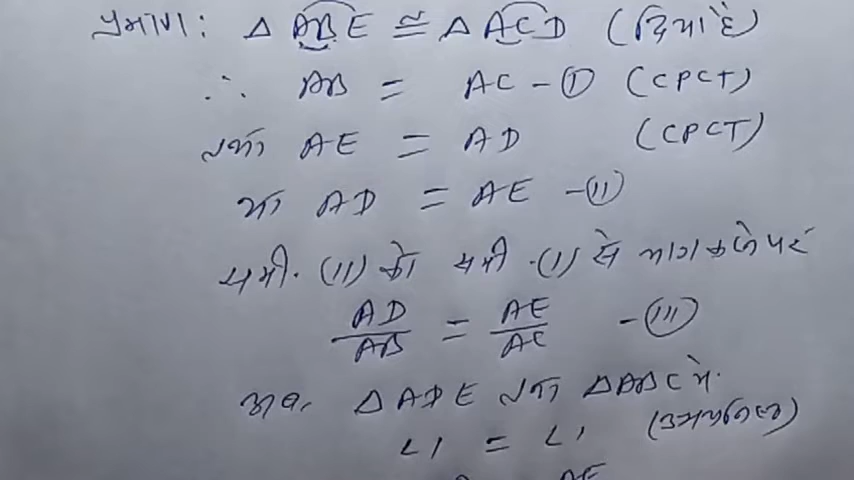 प्रमाण : △ ABE ≅ △ ACD (दिया है)
∴ AB = AC - (I) (CPCT)
तथा AE = AD (CPCT)
या AD = AE - (II)
समी. (II) को समी. (I) से भाग करने पर
AD/AB = AE/AC - (III)
अब, △ADE तथा △ABC में.
∠1 = ∠1 (उभयनिष्ठ)
AE